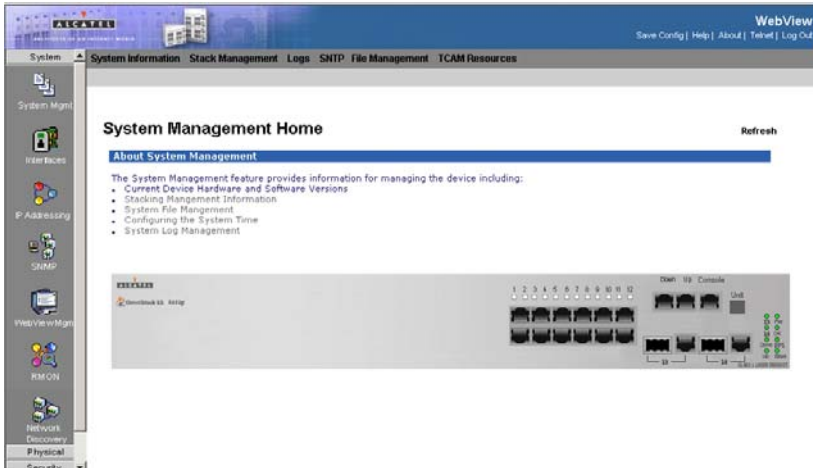 ALCATEL
WebView
Save Config | Help | About | Telnet | Log Out
System
System Information Stack Management Logs SNTP File Management TCAM Resources
System Mgmt
Interfaces
IP Addressing
SNMP
WebView Mgm
RMON
Network
Discovery
Physical
Security
System Management Home
Refresh
About System Management
The System Management feature provides information for managing the device including:
Current Device Hardware and Software Versions
Stacking Mangement Information
System File Mangement
Configuring the System Time
System Log Management
ALCATEL
1 2 3 4 5 6 7 8 9 10 11 12
Down Up Console
Unit